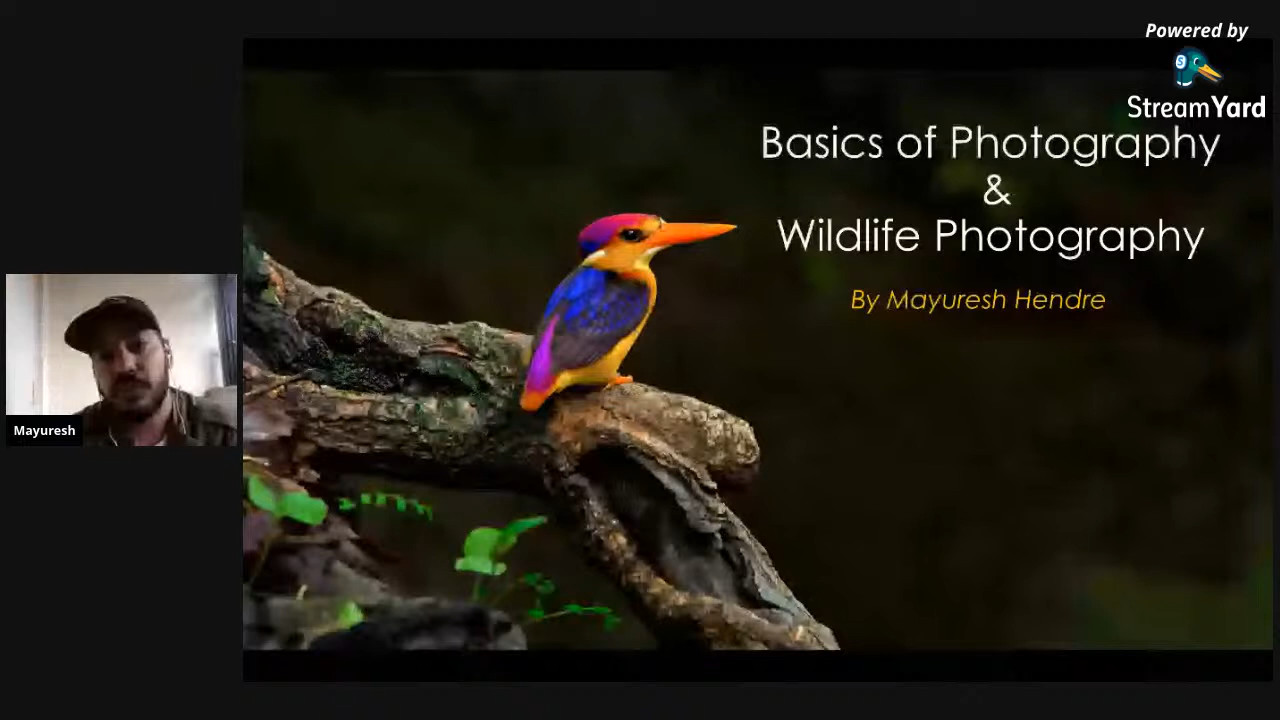 Powered by
StreamYard
Basics of Photography
&
Wildlife Photography
By Mayuresh Hendre
Mayuresh